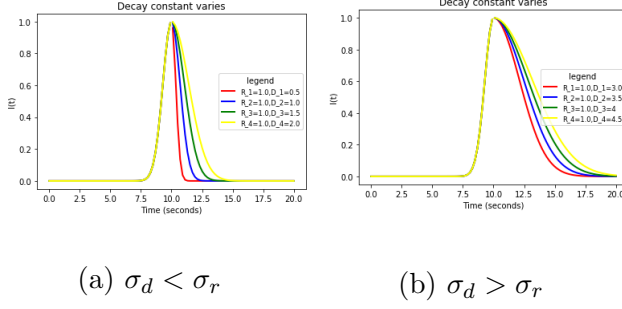 Decay constant varies
I(t)
1.0
0.8
0.6
0.4
0.2
0.0
legend
R_1=1.0,D_1=0.5
R_2=1.0,D_2=1.0
R_3=1.0,D_3=1.5
R_4=1.0,D_4=2.0
0.0 2.5 5.0 7.5 10.0 12.5 15.0 17.5 20.0
Time (seconds)
(a) σ_d < σ_r
Decay constant varies
I(t)
1.0
0.8
0.6
0.4
0.2
0.0
legend
R_1=1.0,D_1=3.0
R_2=1.0,D_2=3.5
R_3=1.0,D_3=4
R_4=1.0,D_4=4.5
0.0 2.5 5.0 7.5 10.0 12.5 15.0 17.5 20.0
Time (seconds)
(b) σ_d > σ_r